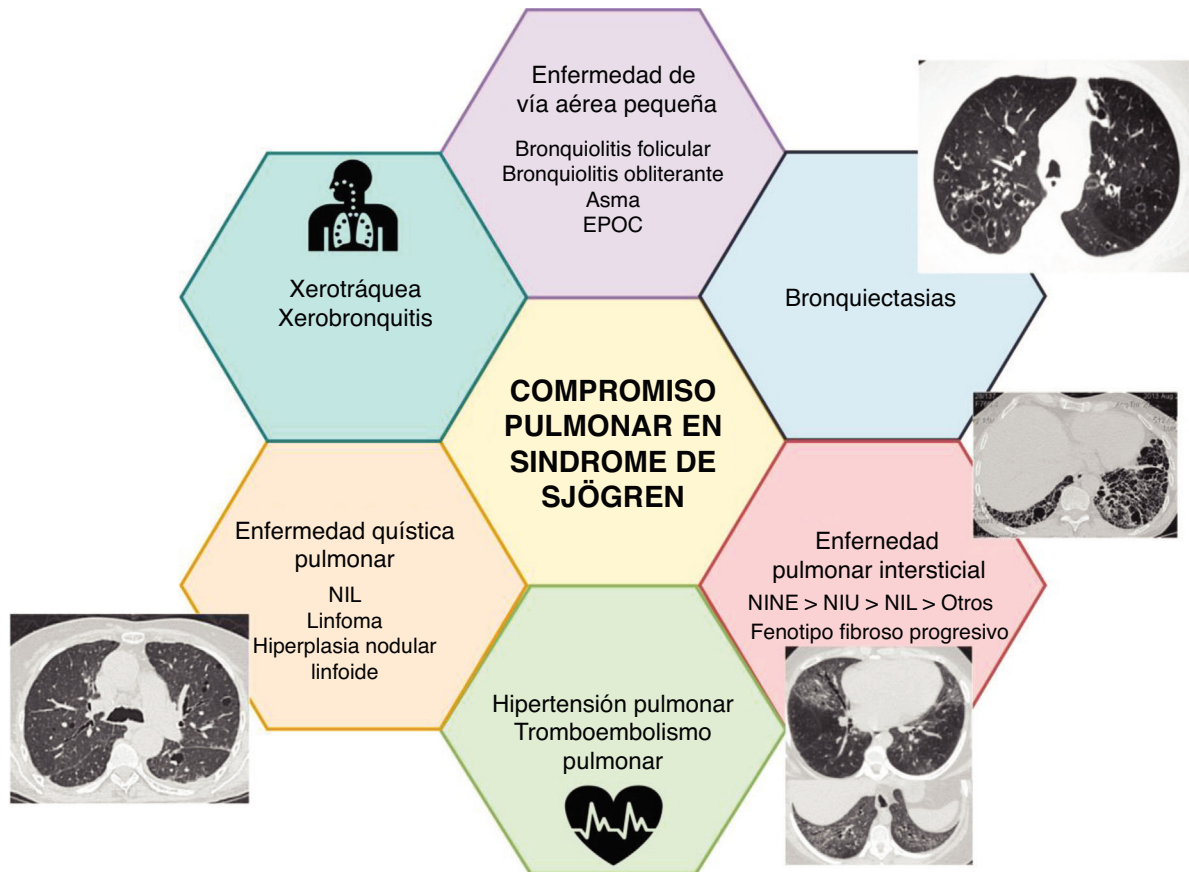 Enfermedad de
vía aérea pequeña
Bronquiolitis folicular
Bronquiolitis obliterante
Asma
EPOC
Xerotráquea
Xerobronquitis
Bronquiectasias
COMPROMISO
PULMONAR EN
SINDROME DE
SJÖGREN
Enfermedad quística
pulmonar
NIL
Linfoma
Hiperplasia nodular
linfoide
Enfernedad
pulmonar intersticial
NINE > NIU > NIL > Otros
Fenotipo fibroso progresivo
Hipertensión pulmonar
Tromboembolismo
pulmonar